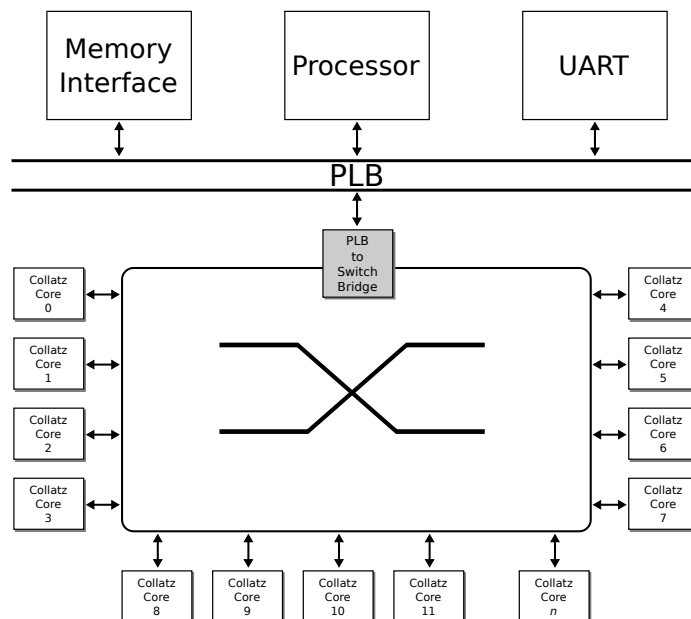 Memory
Interface
Processor
UART
PLB
PLB
to
Switch
Bridge
Collatz
Core
0
Collatz
Core
1
Collatz
Core
2
Collatz
Core
3
Collatz
Core
4
Collatz
Core
5
Collatz
Core
6
Collatz
Core
7
Collatz
Core
8
Collatz
Core
9
Collatz
Core
10
Collatz
Core
11
Collatz
Core
n